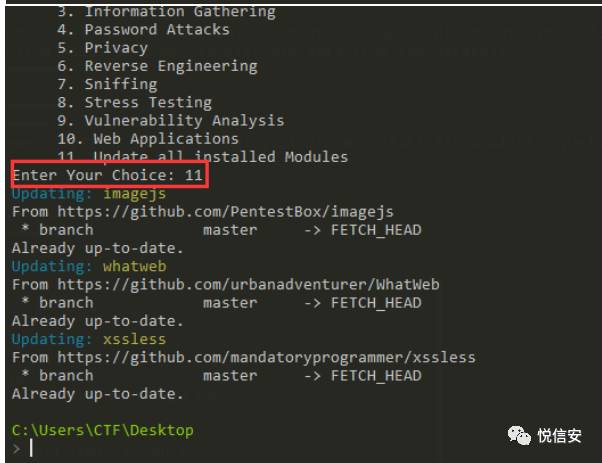 3. Information Gathering
4. Password Attacks
5. Privacy
6. Reverse Engineering
7. Sniffing
8. Stress Testing
9. Vulnerability Analysis
10. Web Applications
11. Update all installed Modules
Enter Your Choice: 11
Updating: imagejs
From https://github.com/PentestBox/imagejs
* branch master -> FETCH_HEAD
Already up-to-date.
Updating: whatweb
From https://github.com/urbanadventurer/WhatWeb
* branch master -> FETCH_HEAD
Already up-to-date.
Updating: xssless
From https://github.com/mandatoryprogrammer/xssless
* branch master -> FETCH_HEAD
Already up-to-date.
C:\Users\CTF\Desktop
>
悦信安